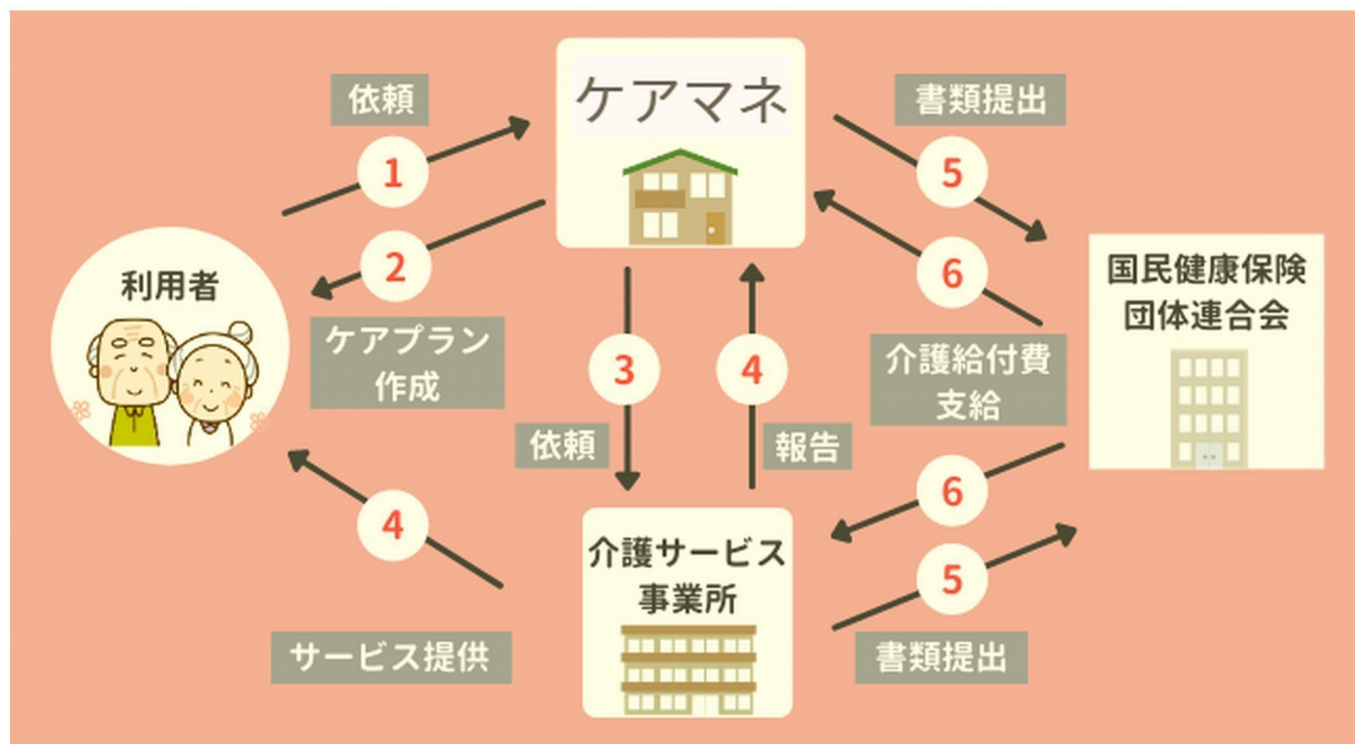 ケアマネ
依頼
書類提出
1
5
2
6
利用者
国民健康保険
団体連合会
ケアプラン
作成
3
4
介護給付費
支給
依頼
報告
6
4
介護サービス
事業所
5
サービス提供
書類提出